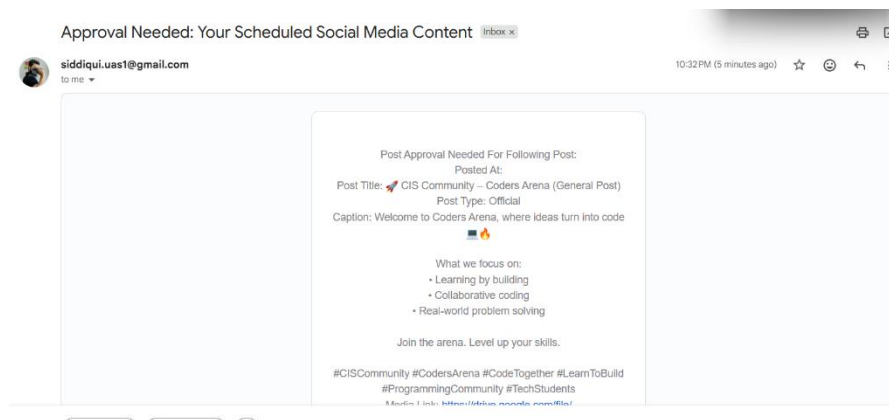 Approval Needed: Your Scheduled Social Media Content Inbox ×
siddiqui.uas1@gmail.com 10:32 PM (5 minutes ago)
to me
Post Approval Needed For Following Post:
Posted At:
Post Title: 🚀 CIS Community – Coders Arena (General Post)
Post Type: Official
Caption: Welcome to Coders Arena, where ideas turn into code
💻🔥
What we focus on:
• Learning by building
• Collaborative coding
• Real-world problem solving
Join the arena. Level up your skills.
#CISCommunity #CodersArena #CodeTogether #LearnToBuild
#ProgrammingCommunity #TechStudents
Media Link: https://drive.google.com/file/